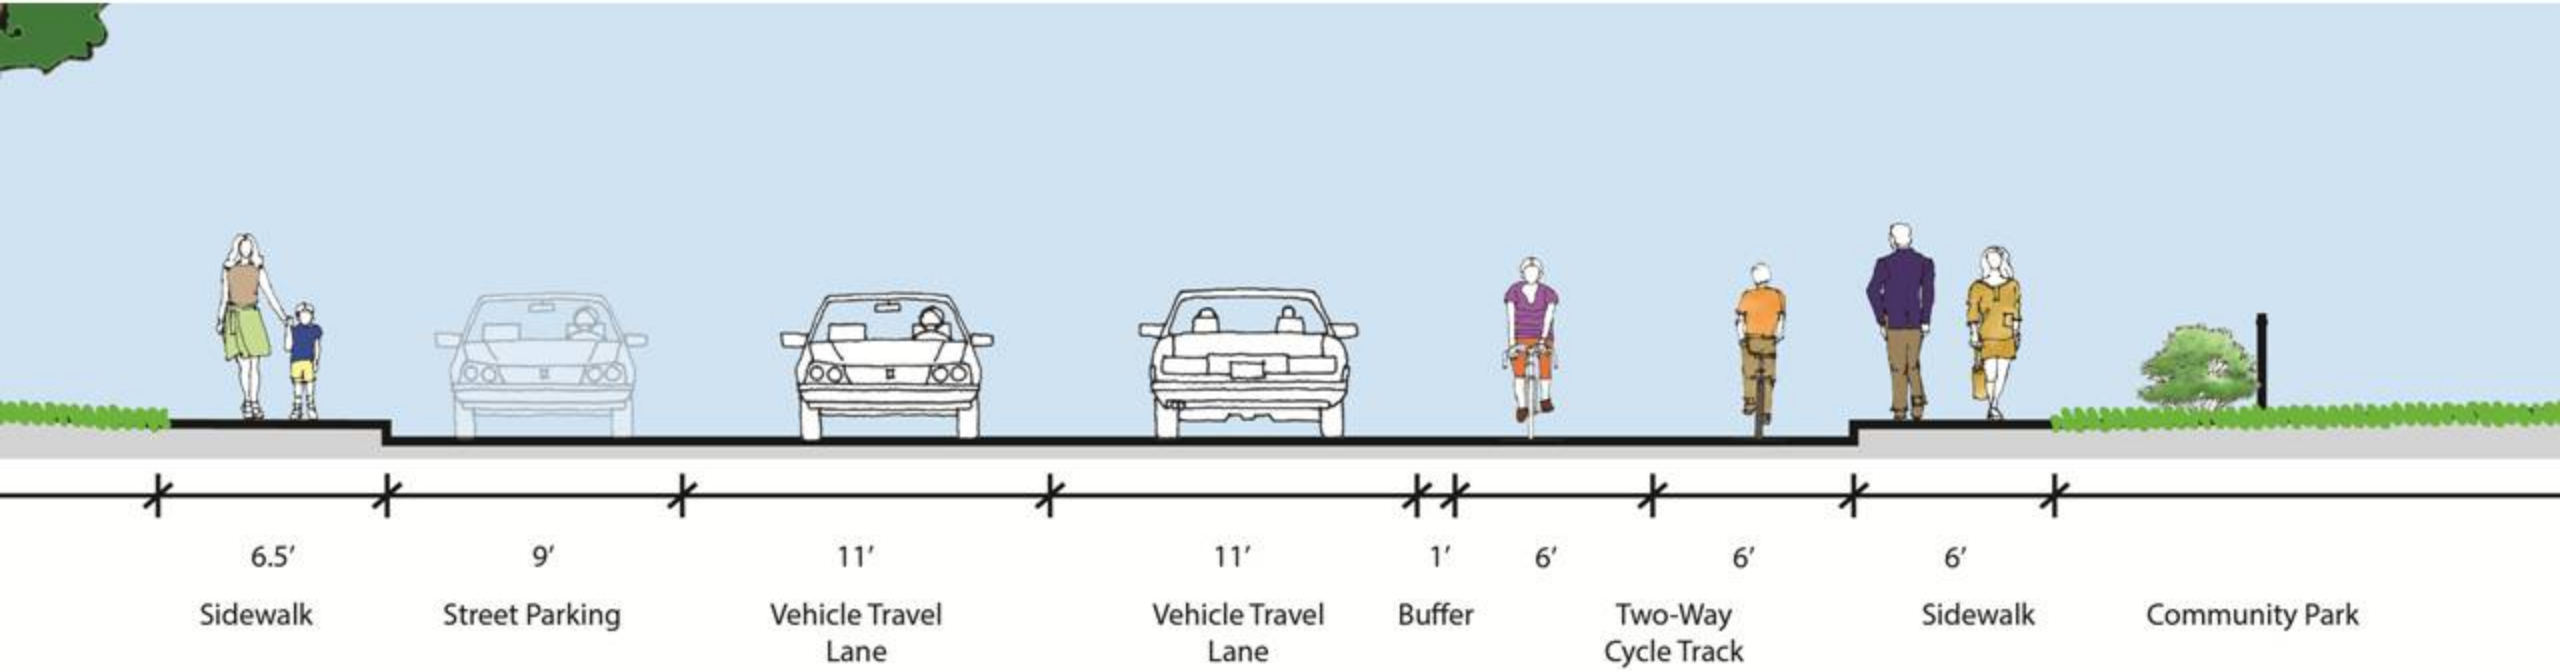 6.5′ 9′ 11′ 11′ 1′ 6′ 6′ 6′
Sidewalk Street Parking Vehicle Travel Vehicle Travel Buffer Two-Way Sidewalk Community Park
Lane Lane Cycle Track